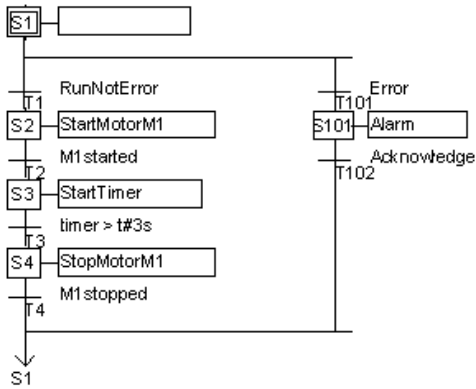 S1
RunNotError
Error
T1
T101
S2
StartMotorM1
S101
Alarm
M1started
Acknowledge
T2
T102
S3
StartTimer
timer > t#3s
T3
S4
StopMotorM1
M1stopped
T4
S1